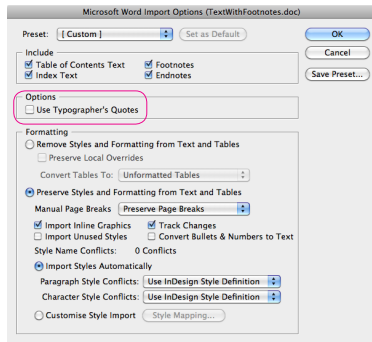 Microsoft Word Import Options (TextWithFootnotes.doc)
Preset: [Custom] Set as Default OK
Include Cancel
Table of Contents Text Footnotes
Index Text Endnotes Save Preset...
Options
Use Typographer's Quotes
Formatting
Remove Styles and Formatting from Text and Tables
Preserve Local Overrides
Convert Tables To: Unformatted Tables
Preserve Styles and Formatting from Text and Tables
Manual Page Breaks Preserve Page Breaks
Import Inline Graphics Track Changes
Import Unused Styles Convert Bullets & Numbers to Text
Style Name Conflicts: 0 Conflicts
Import Styles Automatically
Paragraph Style Conflicts: Use InDesign Style Definition
Character Style Conflicts: Use InDesign Style Definition
Customise Style Import Style Mapping...